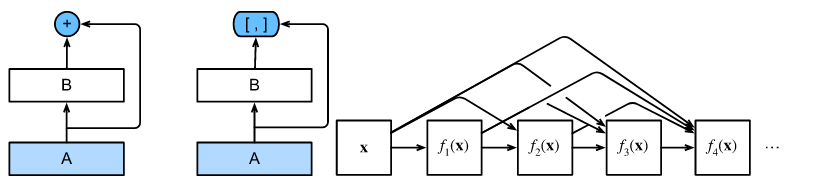 +
[ , ]
B
B
A
A
x
f₁(x)
f₂(x)
f₃(x)
f₄(x)
...